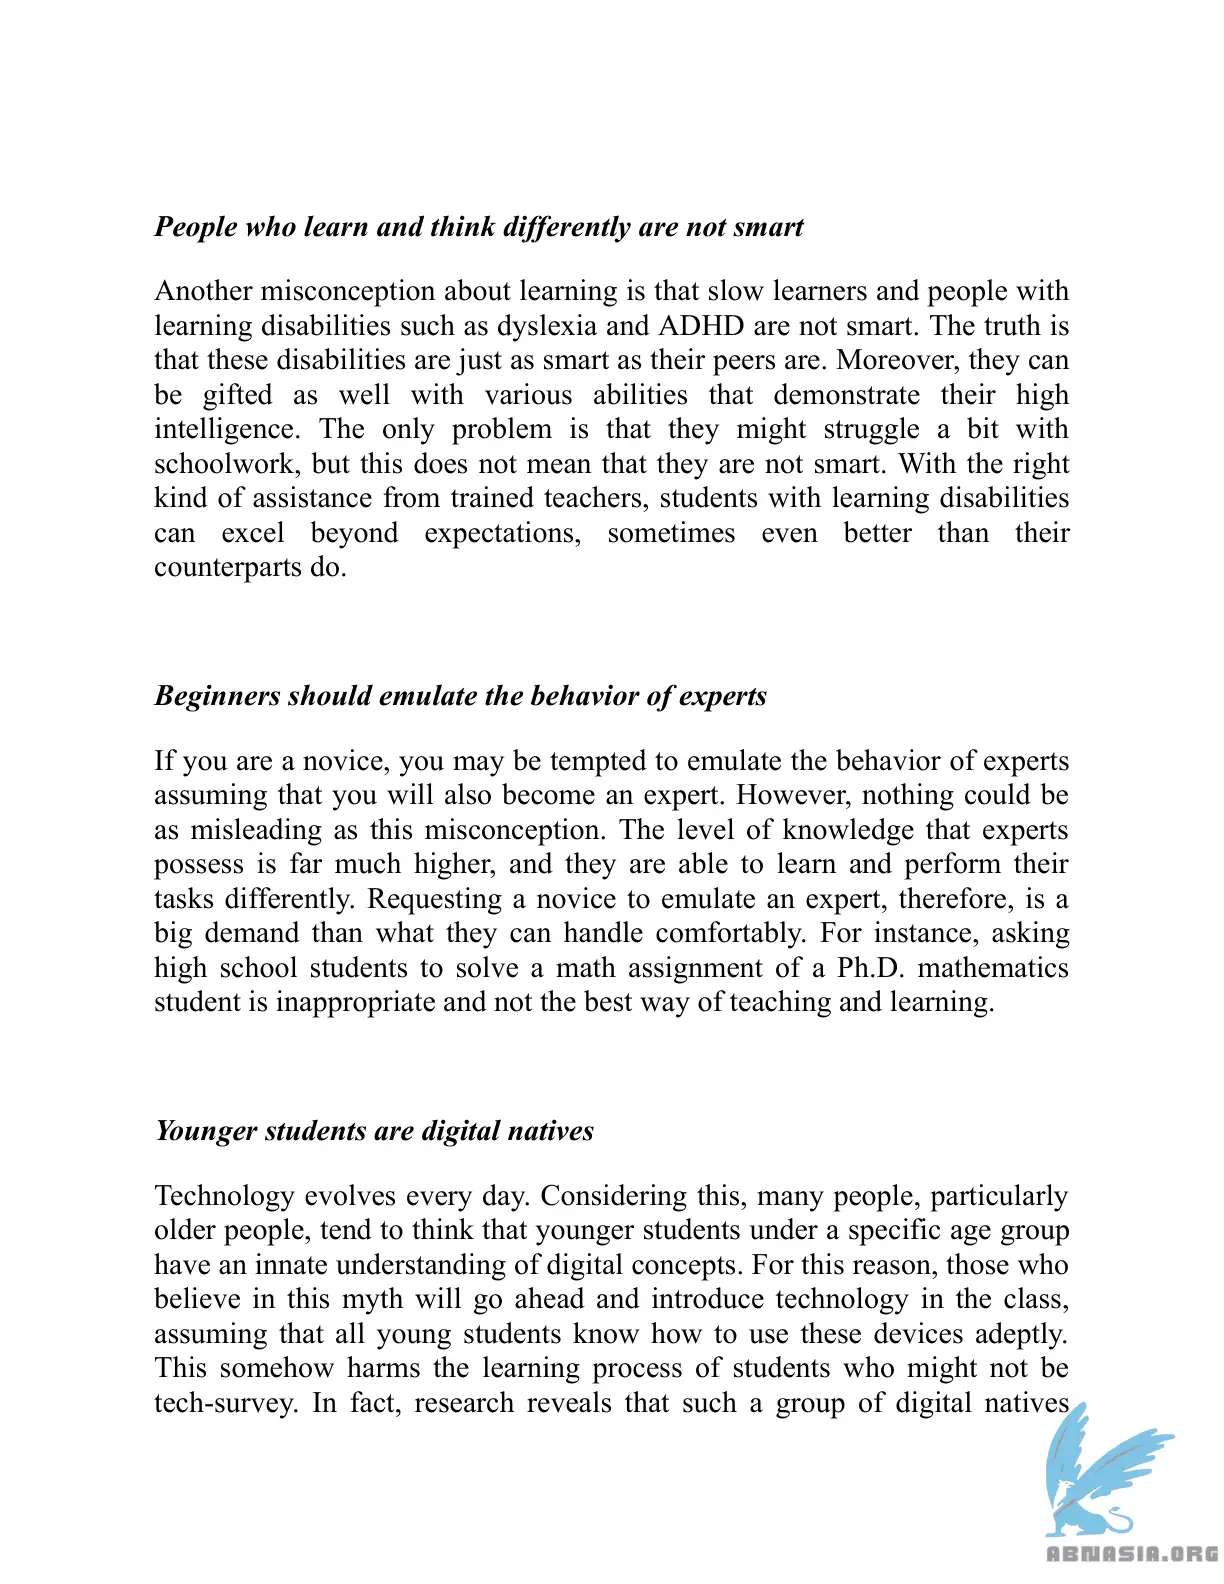 People who learn and think differently are not smart
Another misconception about learning is that slow learners and people with
learning disabilities such as dyslexia and ADHD are not smart. The truth is
that these disabilities are just as smart as their peers are. Moreover, they can
be gifted as well with various abilities that demonstrate their high
intelligence. The only problem is that they might struggle a bit with
schoolwork, but this does not mean that they are not smart. With the right
kind of assistance from trained teachers, students with learning disabilities
can excel beyond expectations, sometimes even better than their
counterparts do.
Beginners should emulate the behavior of experts
If you are a novice, you may be tempted to emulate the behavior of experts
assuming that you will also become an expert. However, nothing could be
as misleading as this misconception. The level of knowledge that experts
possess is far much higher, and they are able to learn and perform their
tasks differently. Requesting a novice to emulate an expert, therefore, is a
big demand than what they can handle comfortably. For instance, asking
high school students to solve a math assignment of a Ph.D. mathematics
student is inappropriate and not the best way of teaching and learning.
Younger students are digital natives
Technology evolves every day. Considering this, many people, particularly
older people, tend to think that younger students under a specific age group
have an innate understanding of digital concepts. For this reason, those who
believe in this myth will go ahead and introduce technology in the class,
assuming that all young students know how to use these devices adeptly.
This somehow harms the learning process of students who might not be
tech-survey. In fact, research reveals that such a group of digital natives
ABNASIA.ORG